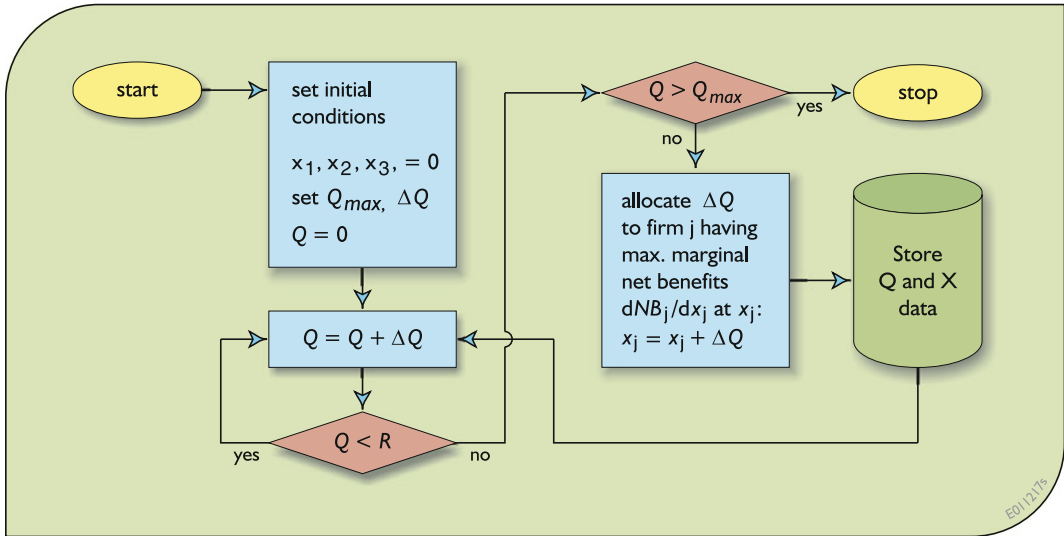 start
set initial
conditions
x₁, x₂, x₃, = 0
set Qmax, ΔQ
Q = 0
Q = Q + ΔQ
Q < R
yes
no
Q > Qmax
yes
no
stop
allocate ΔQ
to firm j having
max. marginal
net benefits
dNBⱼ/dxⱼ at xⱼ:
xⱼ = xⱼ + ΔQ
Store
Q and X
data
E011217s